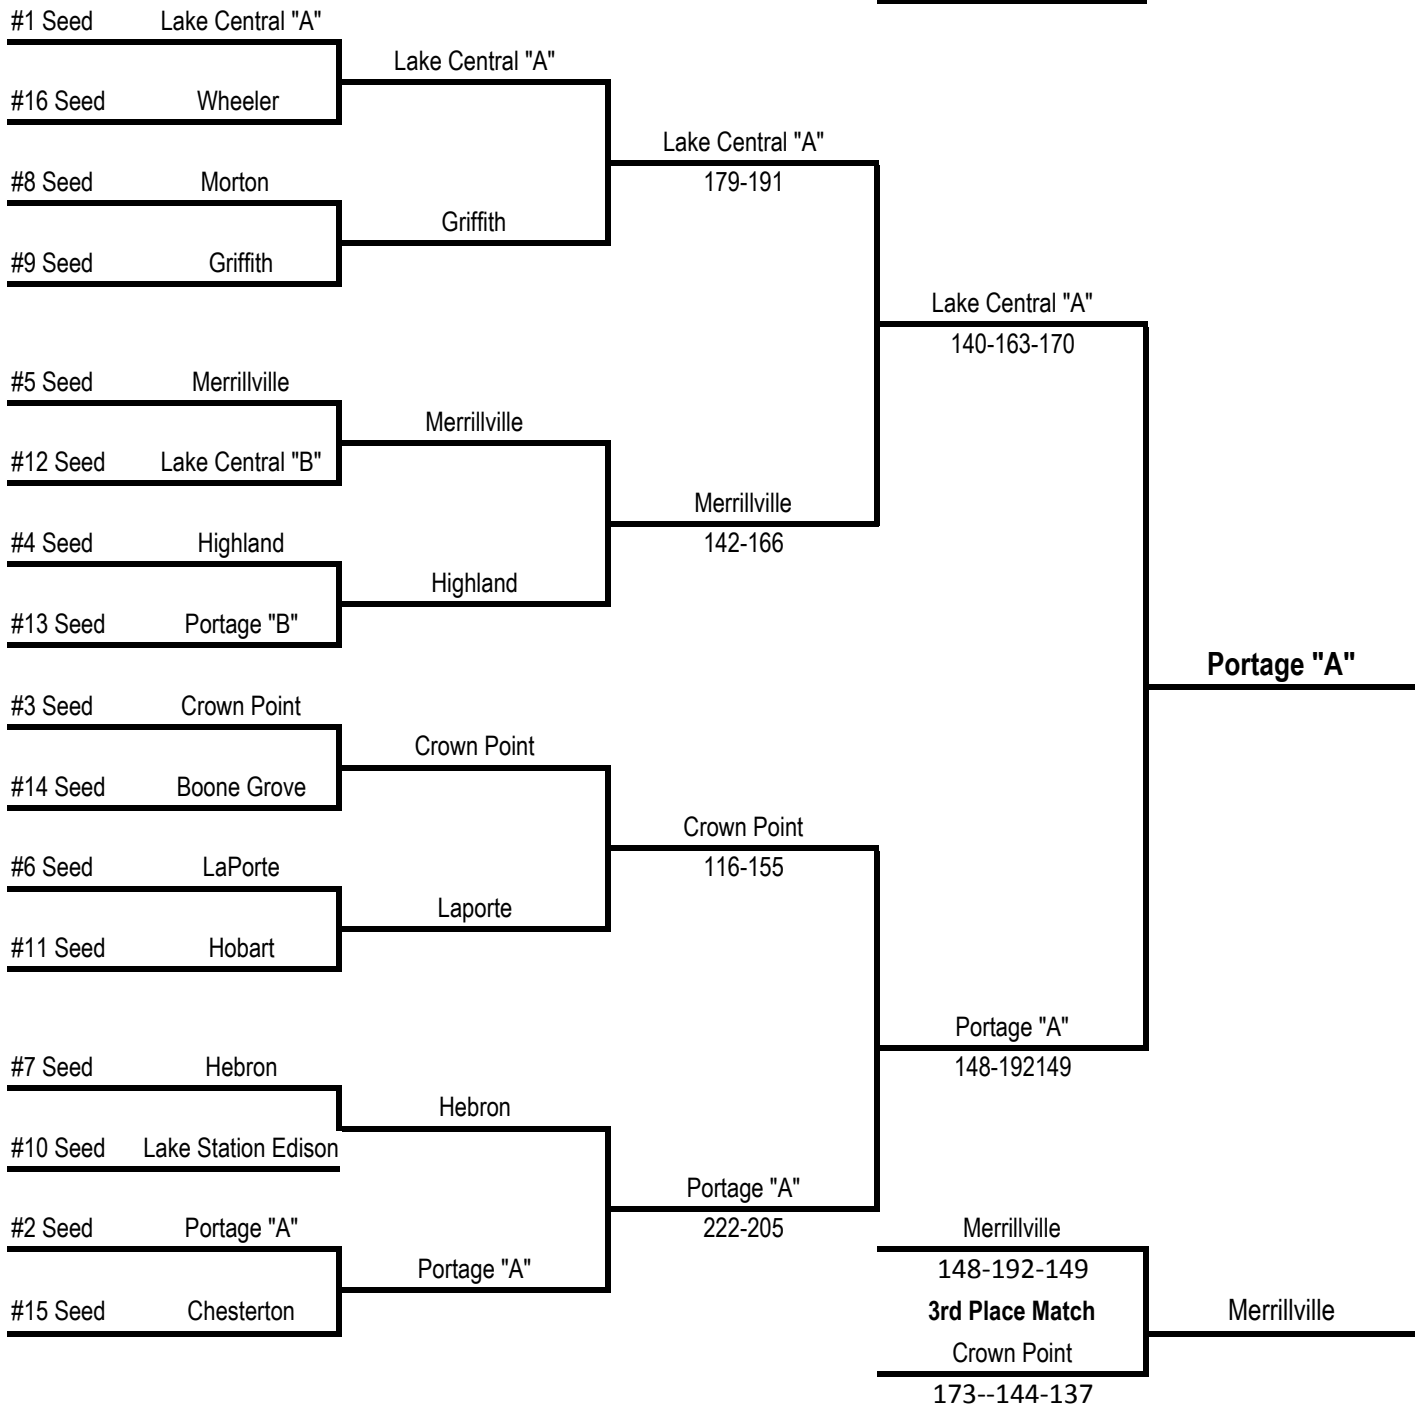 #1 Seed Lake Central "A"
Lake Central "A"
#16 Seed Wheeler
Lake Central "A"
#8 Seed Morton
179-191
Griffith
#9 Seed Griffith
Lake Central "A"
140-163-170
#5 Seed Merrillville
Merrillville
#12 Seed Lake Central "B"
Merrillville
#4 Seed Highland
142-166
Highland
#13 Seed Portage "B"
Portage "A"
#3 Seed Crown Point
Crown Point
#14 Seed Boone Grove
Crown Point
#6 Seed LaPorte
116-155
Laporte
#11 Seed Hobart
Portage "A"
#7 Seed Hebron
148-192149
Hebron
#10 Seed Lake Station Edison
Portage "A"
#2 Seed Portage "A"
222-205
Merrillville
Portage "A"
148-192-149
#15 Seed Chesterton
3rd Place Match
Merrillville
Crown Point
173--144-137